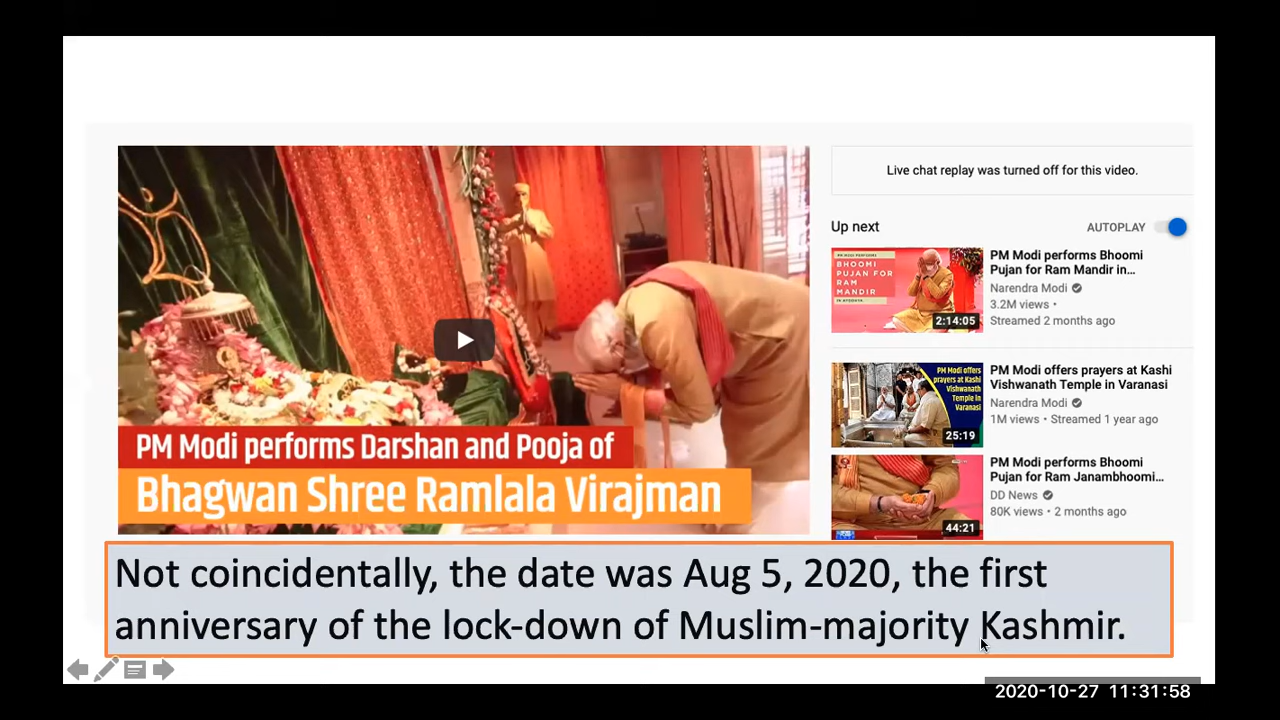 PM Modi performs Darshan and Pooja of
Bhagwan Shree Ramlala Virajman
Live chat replay was turned off for this video.
Up next
AUTOPLAY
PM MODI PERFORMS
BHOOMI
PUJAN FOR
RAM
MANDIR
IN AYODHYA
2:14:05
PM Modi performs Bhoomi
Pujan for Ram Mandir in...
Narendra Modi
3.2M views •
Streamed 2 months ago
PM Modi offers
prayers at Kashi
Vishwanath
Temple in
Varanasi
25:19
PM Modi offers prayers at Kashi
Vishwanath Temple in Varanasi
Narendra Modi
1M views • Streamed 1 year ago
44:21
PM Modi performs Bhoomi
Pujan for Ram Janambhoomi...
DD News
80K views • 2 months ago
Not coincidentally, the date was Aug 5, 2020, the first
anniversary of the lock-down of Muslim-majority Kashmir.
2020-10-27 11:31:58